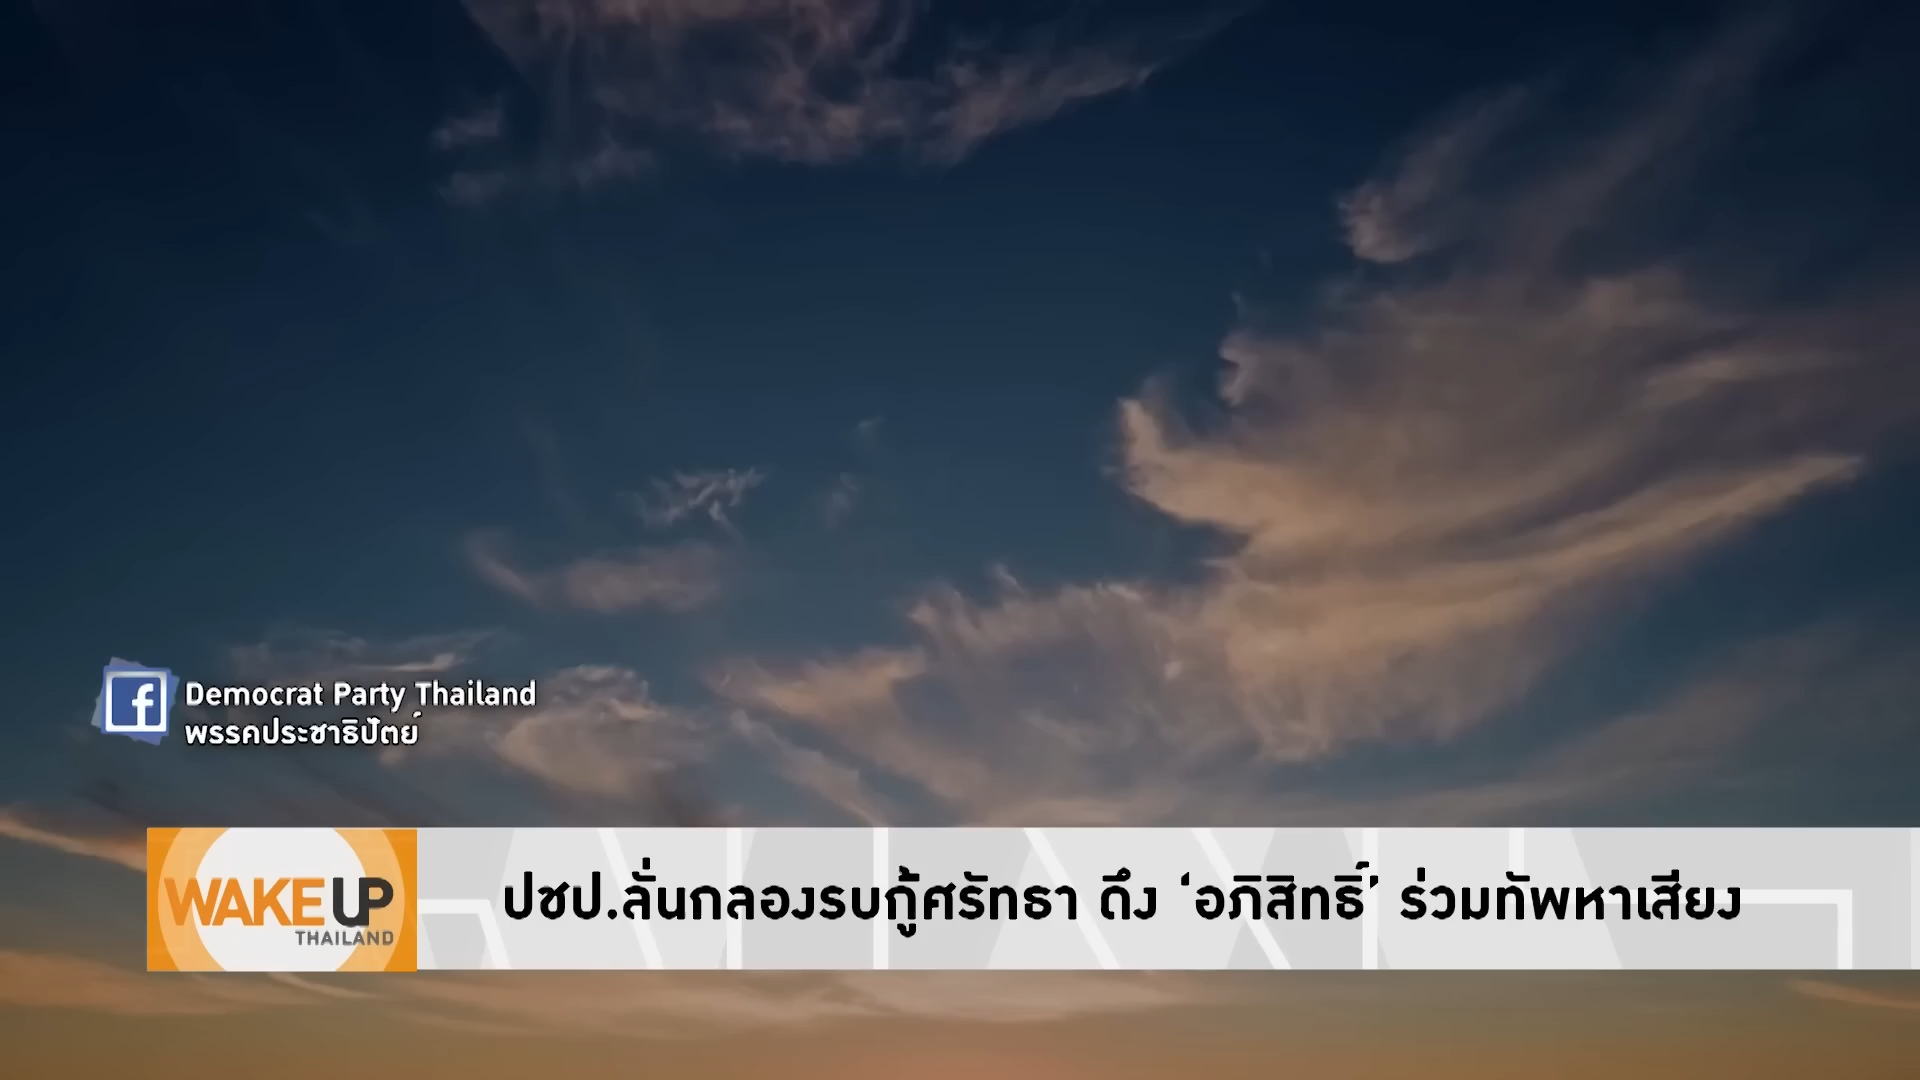 Democrat Party Thailand
พรรคประชาธิปัตย์
WAKE UP
THAILAND
ปชป.ลั่นกลองรบกู้ศรัทธา ดึง ‘อภิสิทธิ์’ ร่วมทัพหาเสียง